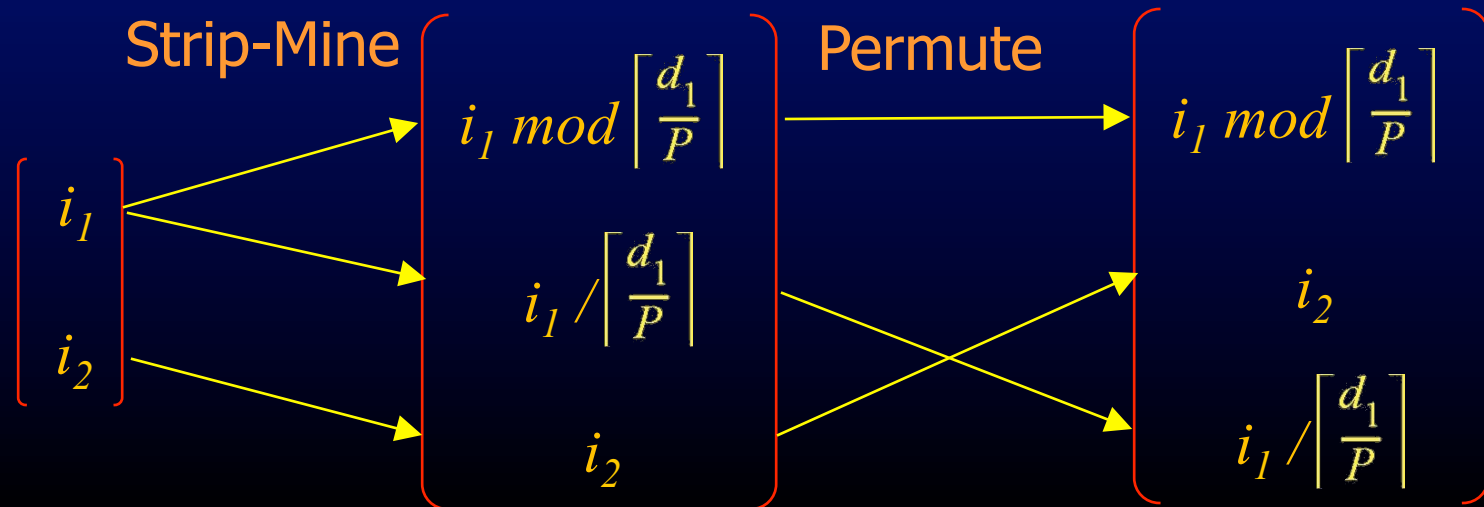 Strip-Mine
Permute
i₁
i₂
i₁ mod ⌈d₁/P⌉
i₁ / ⌈d₁/P⌉
i₂
i₁ mod ⌈d₁/P⌉
i₂
i₁ / ⌈d₁/P⌉